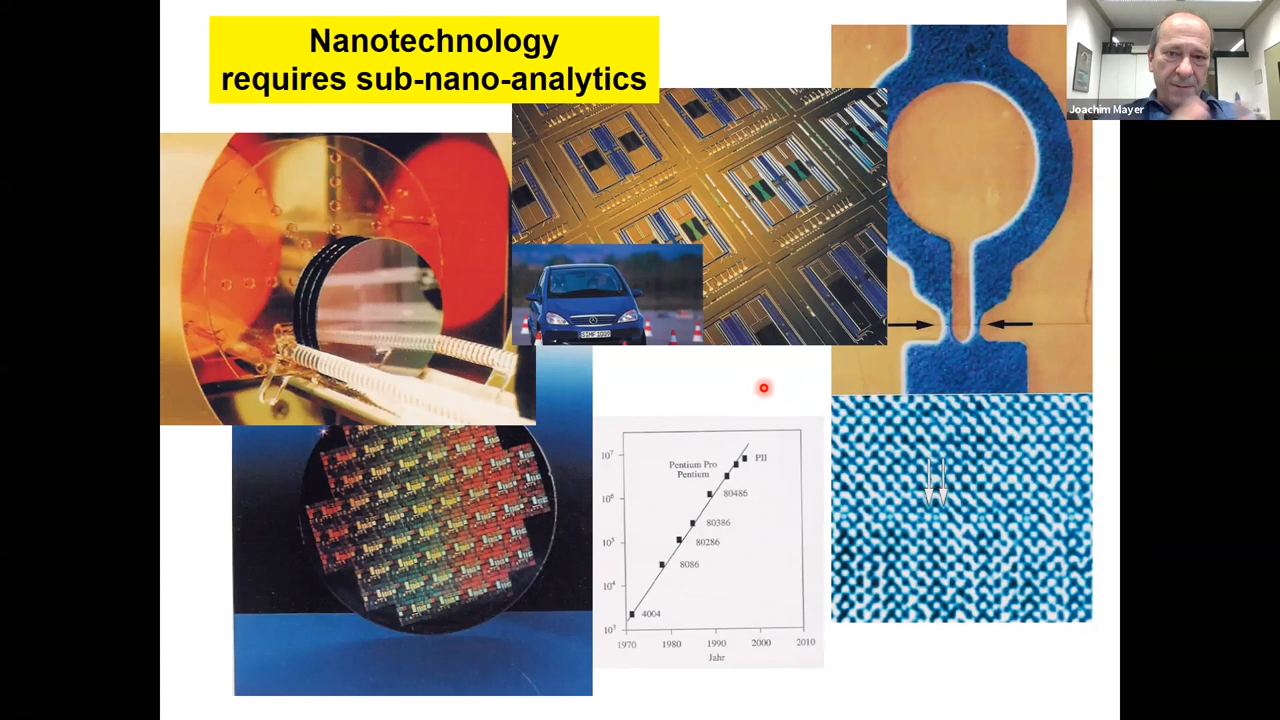 Nanotechnology
requires sub-nano-analytics
Joachim Mayer
10⁷
10⁶
10⁵
10⁴
10³
Pentium Pro
Pentium
PII
80486
80386
80286
8086
4004
1970
1980
1990
2000
2010
Jahr